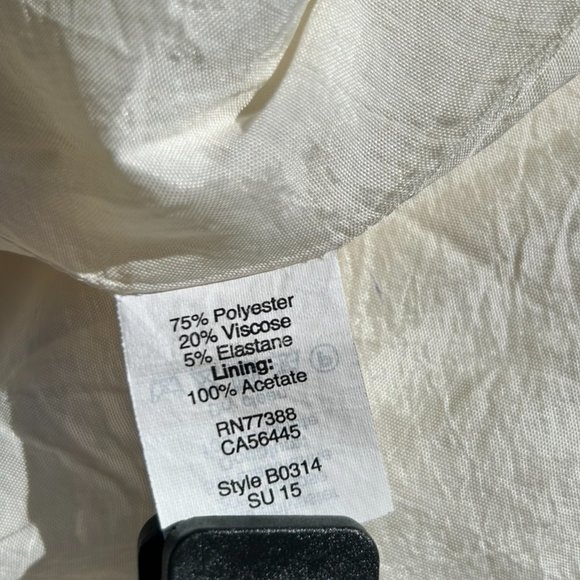 75% Polyester
20% Viscose
5% Elastane
Lining:
100% Acetate
RN77388
CA56445
Style B0314
SU 15